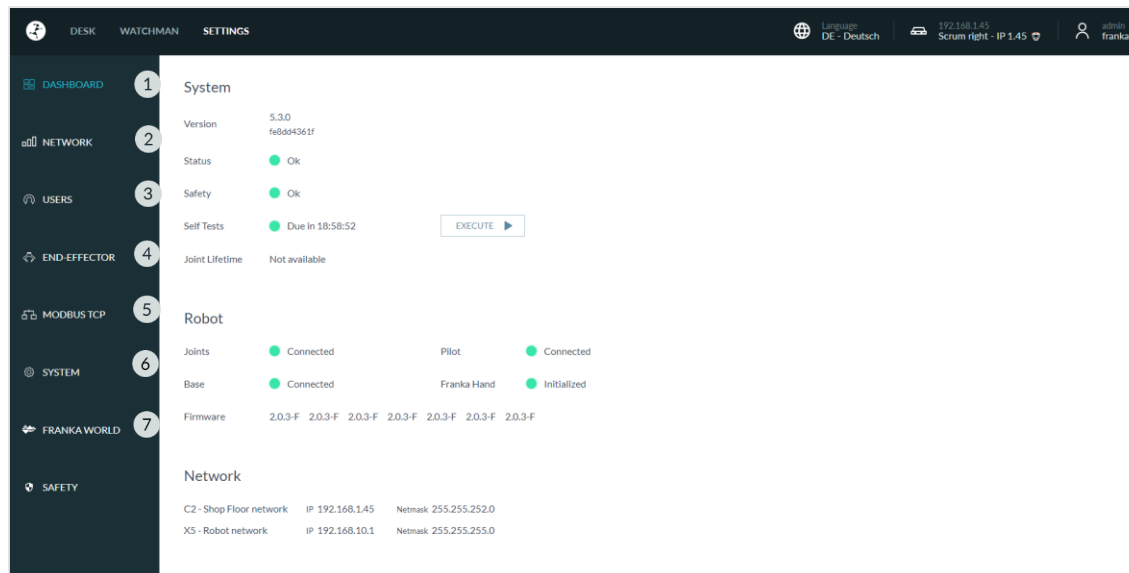 DESK WATCHMAN SETTINGS
Language
DE - Deutsch
192.168.1.45
Scrum right - IP 1.45
admin
franka
DASHBOARD 1
NETWORK 2
USERS 3
END-EFFECTOR 4
MODBUS TCP 5
SYSTEM 6
FRANKA WORLD 7
SAFETY
System
Version 5.3.0
fe8dd4361f
Status Ok
Safety Ok
Self Tests Due in 18:58:52 EXECUTE
Joint Lifetime Not available
Robot
Joints Connected Pilot Connected
Base Connected Franka Hand Initialized
Firmware 2.0.3-F 2.0.3-F 2.0.3-F 2.0.3-F 2.0.3-F 2.0.3-F 2.0.3-F
Network
C2 - Shop Floor network IP 192.168.1.45 Netmask 255.255.252.0
X5 - Robot network IP 192.168.10.1 Netmask 255.255.255.0